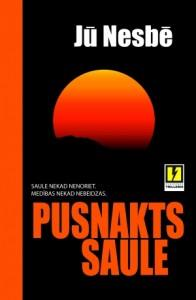 Jū Nesbē
SAULE NEKAD NENORIET.
MEDĪBAS NEKAD NEBEIDZAS.
PUSNAKTS
SAULE